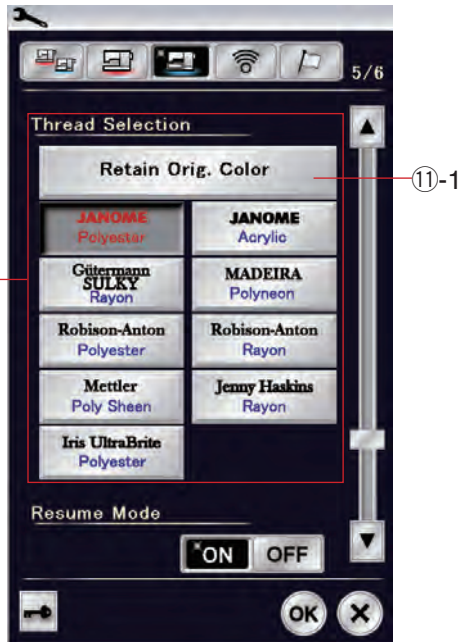 5/6
Thread Selection
Retain Orig. Color
⑪-1
JANOME
Polyester
JANOME
Acrylic
Gütermann
SULKY
Rayon
MADEIRA
Polyneon
Robison-Anton
Polyester
Robison-Anton
Rayon
Mettler
Poly Sheen
Jenny Haskins
Rayon
Iris UltraBrite
Polyester
Resume Mode
ON OFF
OK